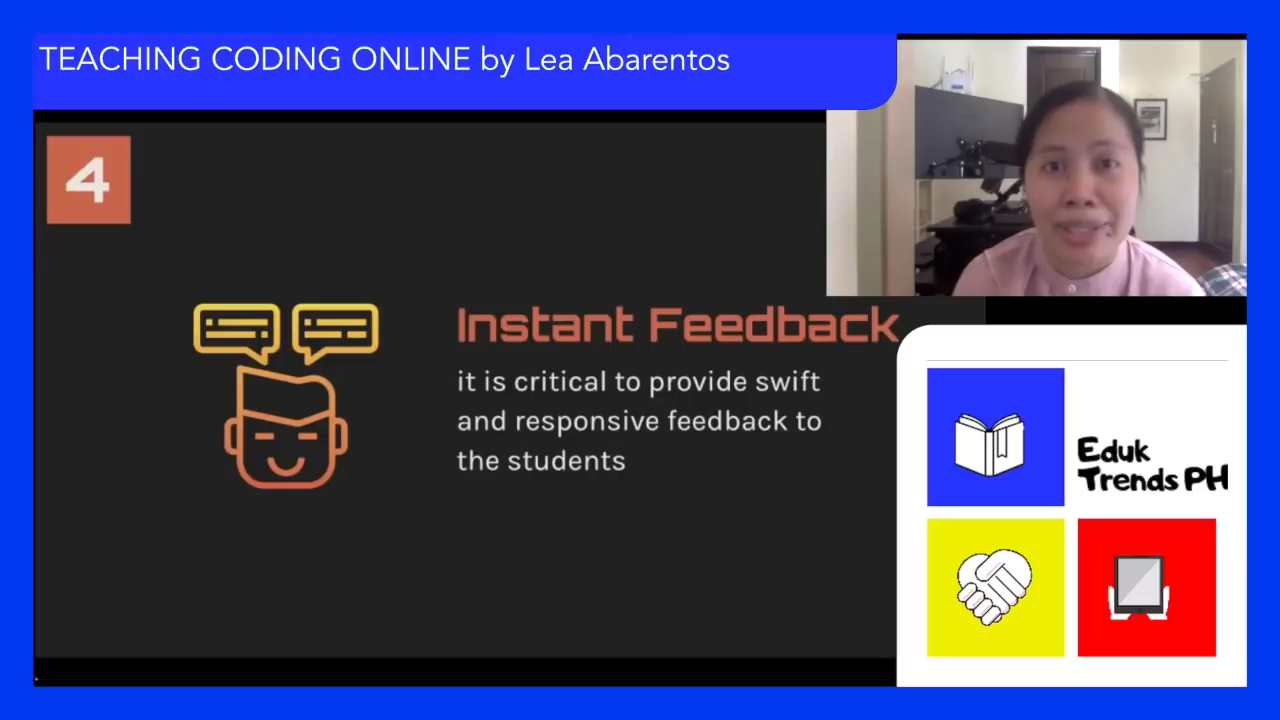 TEACHING CODING ONLINE by Lea Abarentos
4
Instant Feedback
it is critical to provide swift
and responsive feedback to
the students
Eduk
Trends PH